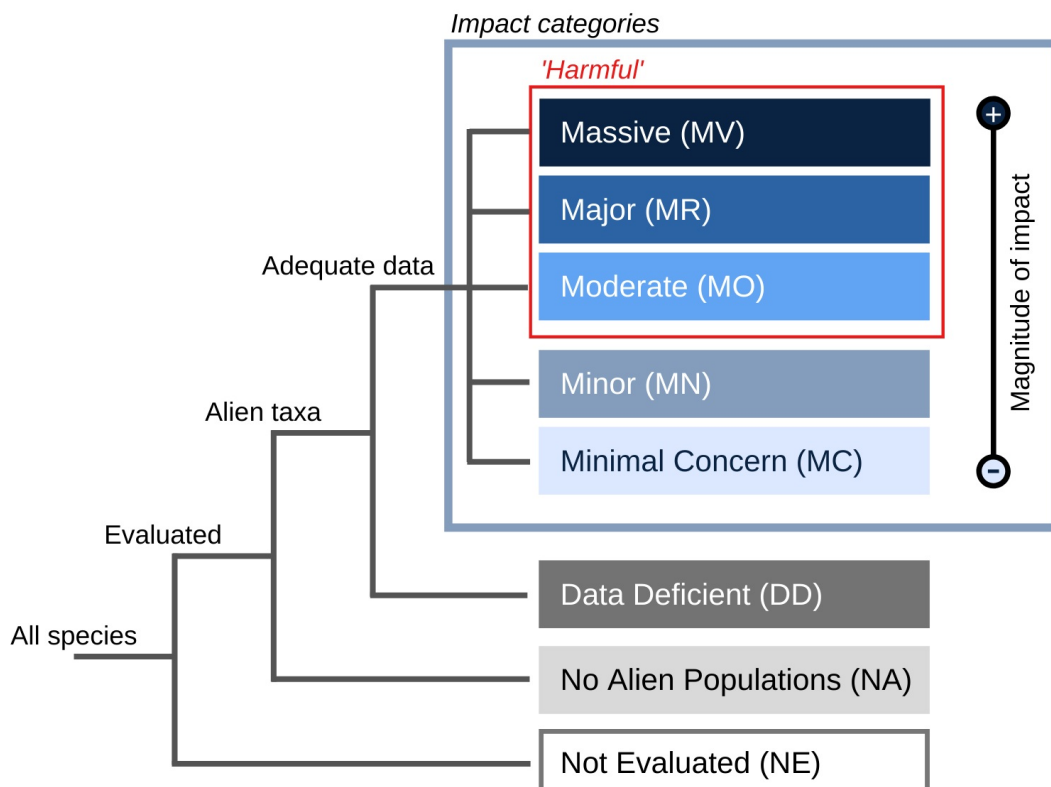 Impact categories
'Harmful'
Massive (MV)
+
Major (MR)
Magnitude of impact
Adequate data
Moderate (MO)
Minor (MN)
Alien taxa
Minimal Concern (MC)
-
Evaluated
Data Deficient (DD)
All species
No Alien Populations (NA)
Not Evaluated (NE)